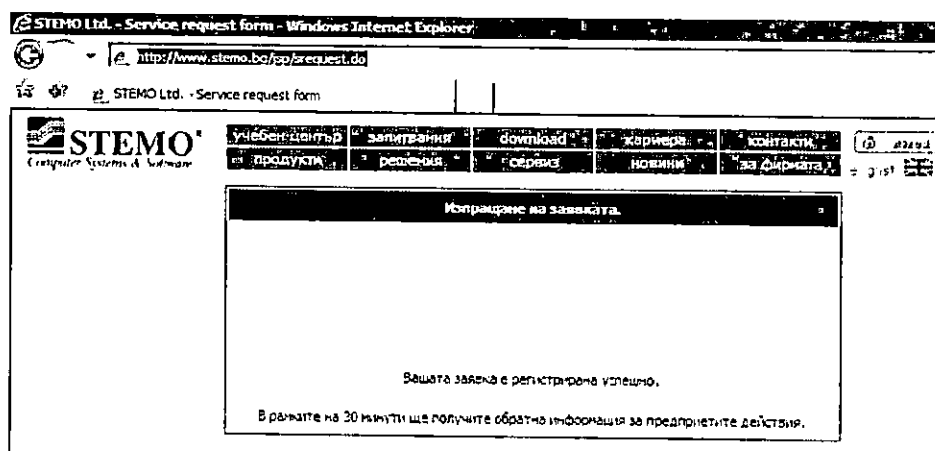 STEMO Ltd. - Service request form - Windows Internet Explorer
http://www.stemo.bg/jsp/srequest.do
STEMO Ltd. - Service request form
STEMO
Computer Systems & Software
учебен център запитвания download кариера контакти
продукти решения сервиз новини за фирмата
Изпращане на заявката.
Вашата заявка е регистрирана успешно.
В рамките на 30 минути ще получите обратна информация за предприетите действия.